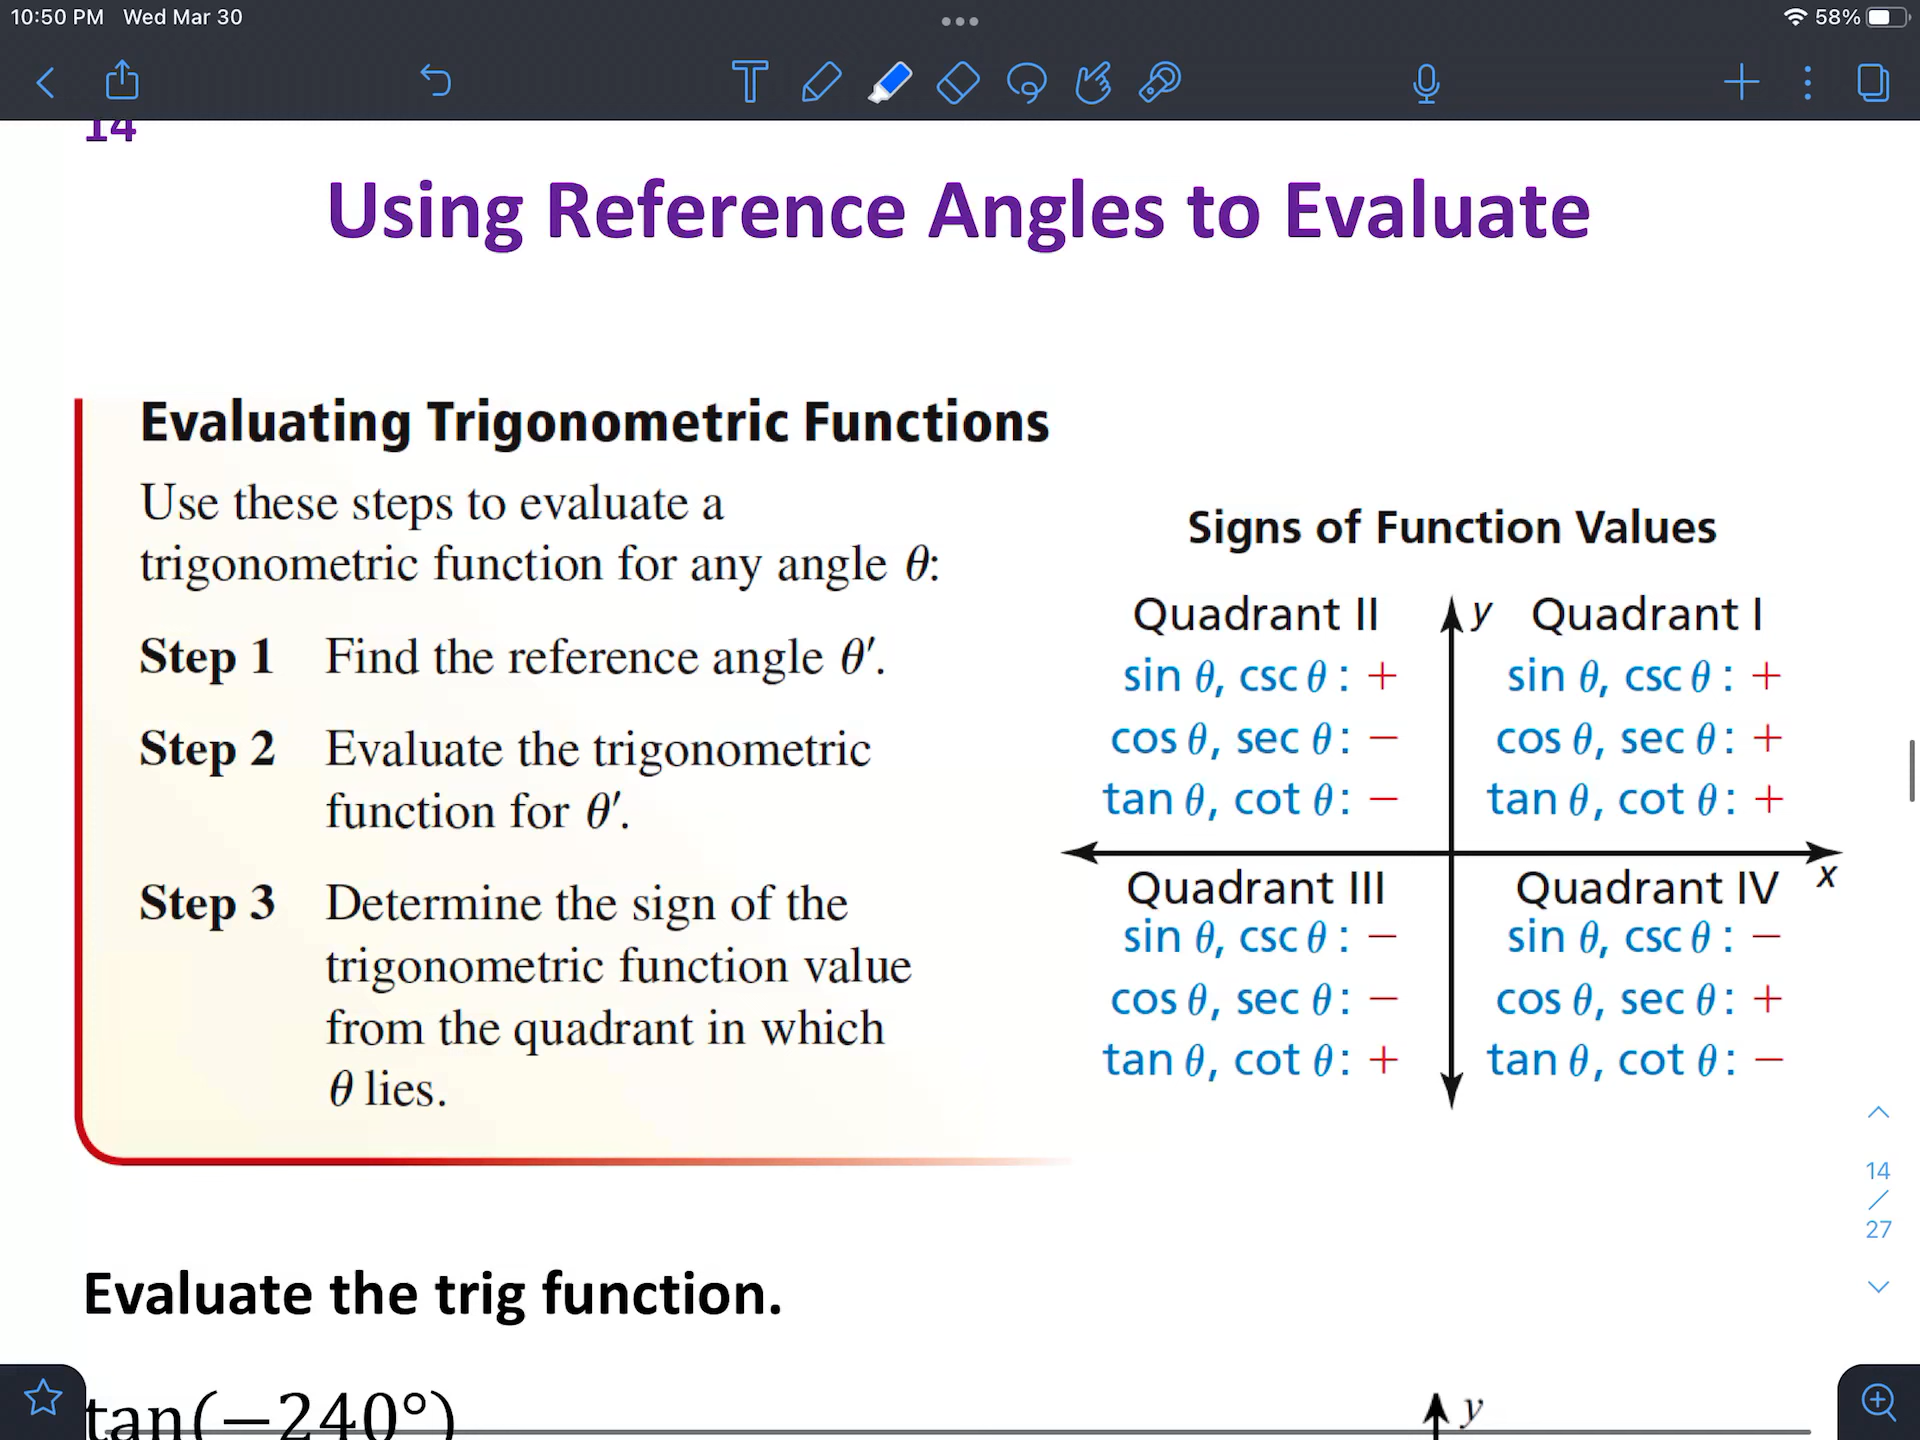 10:50 PM Wed Mar 30
58%
14
Using Reference Angles to Evaluate
Evaluating Trigonometric Functions
Use these steps to evaluate a
trigonometric function for any angle θ:
Step 1 Find the reference angle θ′.
Step 2 Evaluate the trigonometric
function for θ′.
Step 3 Determine the sign of the
trigonometric function value
from the quadrant in which
θ lies.
Signs of Function Values
Quadrant II
sin θ, csc θ: +
cos θ, sec θ: −
tan θ, cot θ: −
y
Quadrant I
sin θ, csc θ: +
cos θ, sec θ: +
tan θ, cot θ: +
x
Quadrant III
sin θ, csc θ: −
cos θ, sec θ: −
tan θ, cot θ: +
Quadrant IV
sin θ, csc θ: −
cos θ, sec θ: +
tan θ, cot θ: −
14
/
27
Evaluate the trig function.
tan(−240°)
y